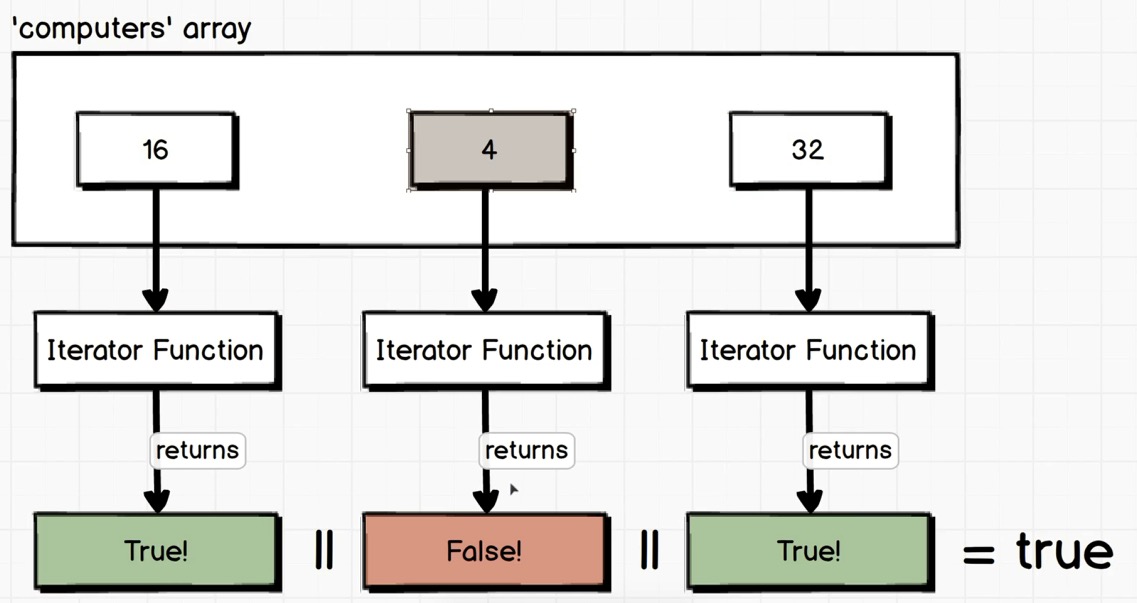 'computers' array
16
4
32
Iterator Function
Iterator Function
Iterator Function
returns
returns
returns
True!
||
False!
||
True!
= true